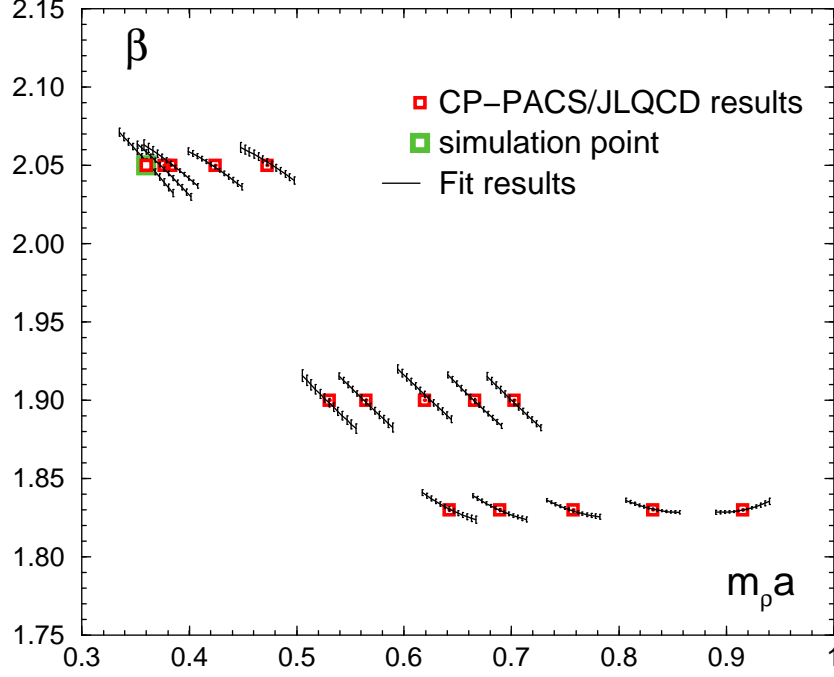 2.15
β
2.10
CP−PACS/JLQCD results
simulation point
2.05
Fit results
2.00
1.95
1.90
1.85
1.80
mρa
1.75
0.3 0.4 0.5 0.6 0.7 0.8 0.9 1